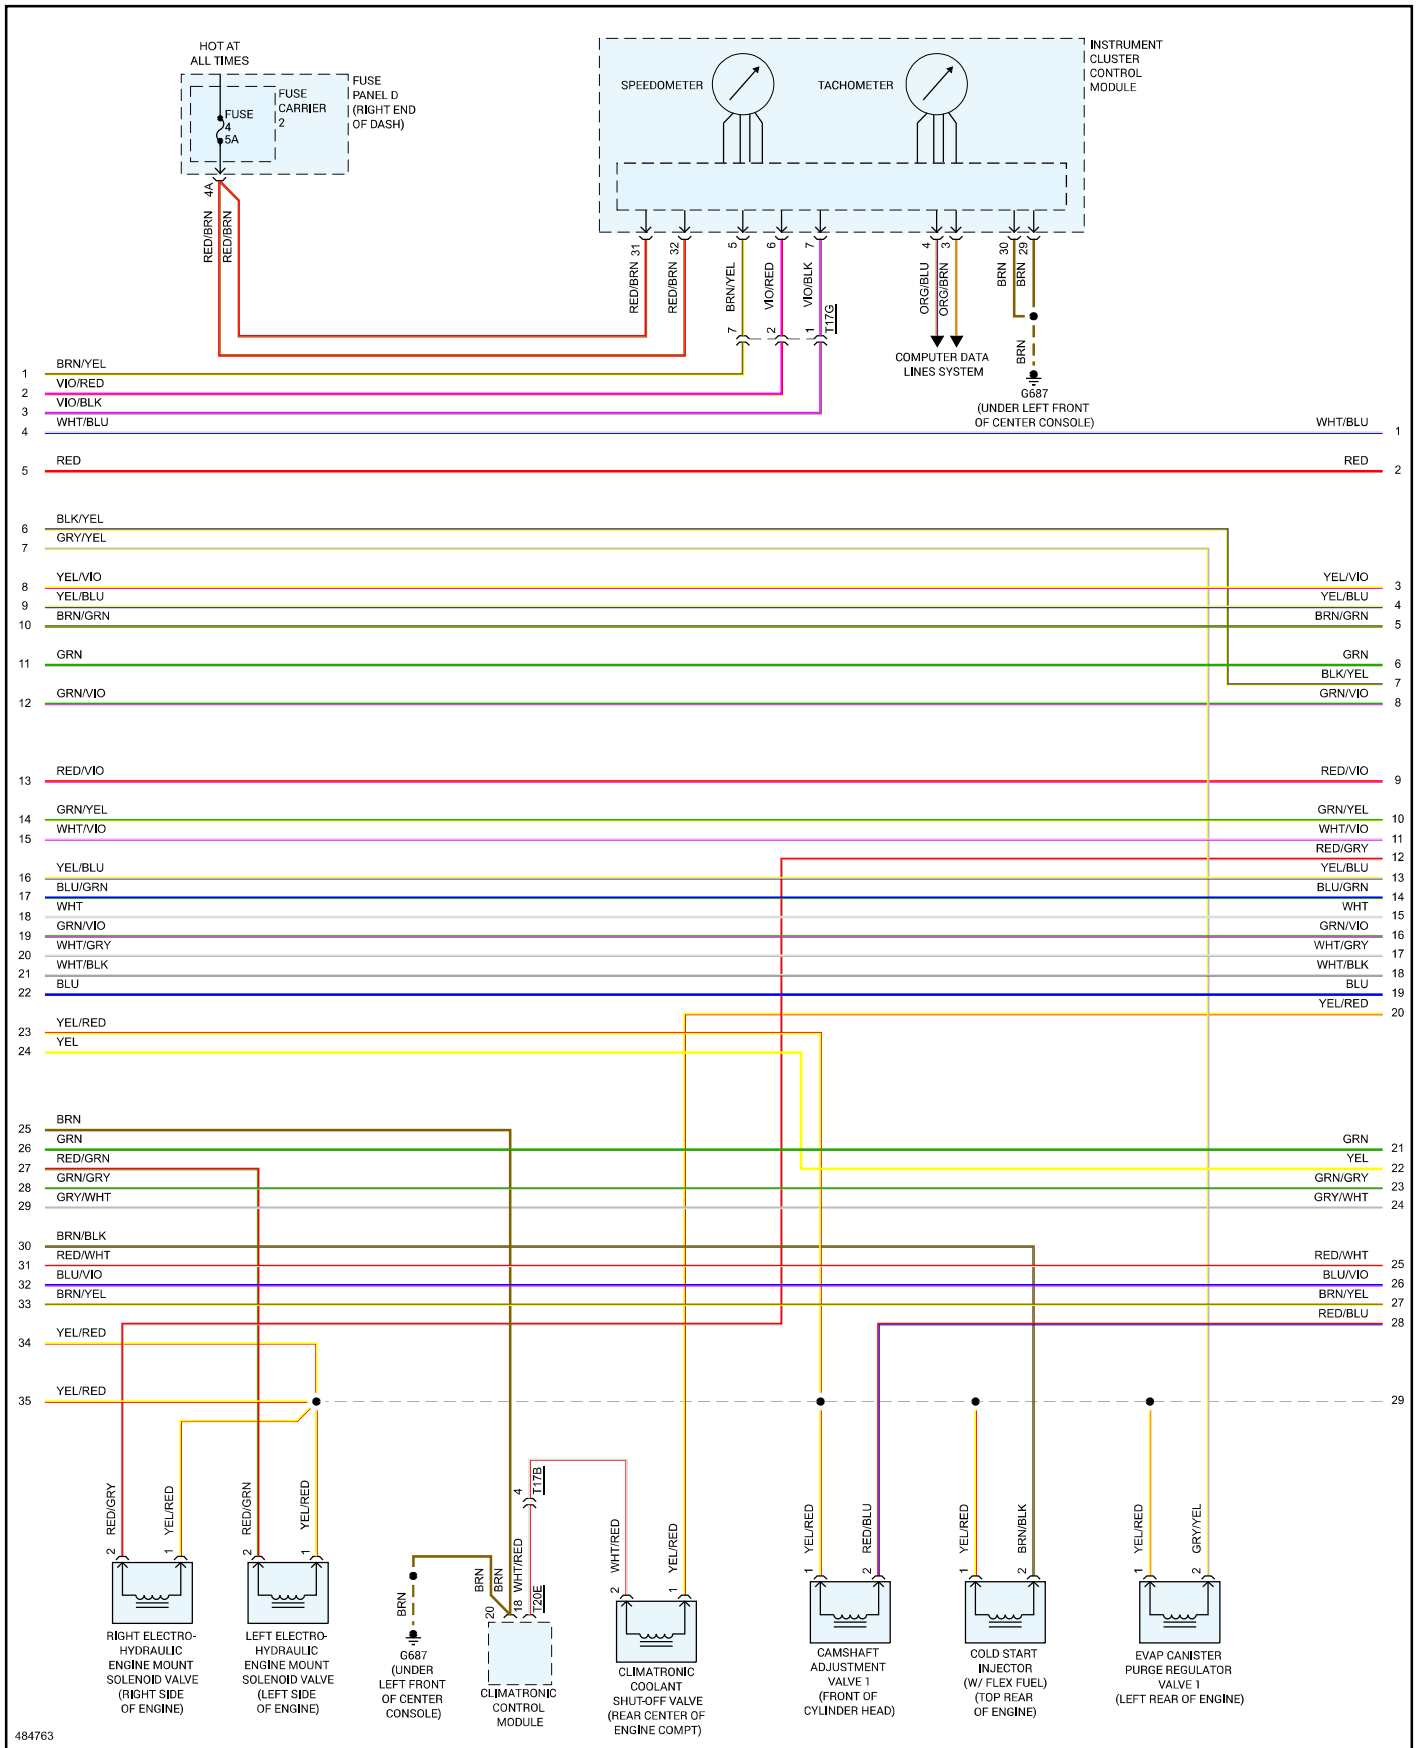 HOT AT
ALL TIMES
FUSE
PANEL D
(RIGHT END
OF DASH)
FUSE
CARRIER
2
FUSE
4
5A
4A
RED/BRN
RED/BRN
INSTRUMENT
CLUSTER
CONTROL
MODULE
SPEEDOMETER
TACHOMETER
31
32
5
6
7
4
3
30
29
RED/BRN
RED/BRN
BRN/YEL
VIO/RED
VIO/BLK
ORG/BLU
ORG/BRN
BRN
BRN
7
2
1
T17G
BRN
COMPUTER DATA
LINES SYSTEM
G687
(UNDER LEFT FRONT
OF CENTER CONSOLE)
1 BRN/YEL
2 VIO/RED
3 VIO/BLK
4 WHT/BLU WHT/BLU 1
5 RED RED 2
6 BLK/YEL
7 GRY/YEL
8 YEL/VIO YEL/VIO 3
9 YEL/BLU YEL/BLU 4
10 BRN/GRN BRN/GRN 5
11 GRN GRN 6
BLK/YEL 7
12 GRN/VIO GRN/VIO 8
13 RED/VIO RED/VIO 9
14 GRN/YEL GRN/YEL 10
15 WHT/VIO WHT/VIO 11
RED/GRY 12
16 YEL/BLU YEL/BLU 13
17 BLU/GRN BLU/GRN 14
18 WHT WHT 15
19 GRN/VIO GRN/VIO 16
20 WHT/GRY WHT/GRY 17
21 WHT/BLK WHT/BLK 18
22 BLU BLU 19
YEL/RED 20
23 YEL/RED
24 YEL
25 BRN
26 GRN GRN 21
27 RED/GRN YEL 22
28 GRN/GRY GRN/GRY 23
29 GRY/WHT GRY/WHT 24
30 BRN/BLK
31 RED/WHT RED/WHT 25
32 BLU/VIO BLU/VIO 26
33 BRN/YEL BRN/YEL 27
RED/BLU 28
34 YEL/RED
35 YEL/RED 29
2 RED/GRY
1 YEL/RED
RIGHT ELECTRO-
HYDRAULIC
ENGINE MOUNT
SOLENOID VALVE
(RIGHT SIDE
OF ENGINE)
2 RED/GRN
1 YEL/RED
LEFT ELECTRO-
HYDRAULIC
ENGINE MOUNT
SOLENOID VALVE
(LEFT SIDE
OF ENGINE)
BRN
G687
(UNDER
LEFT FRONT
OF CENTER
CONSOLE)
20
BRN
BRN
18 WHT/RED
T20E
4
T17B
CLIMATRONIC
CONTROL
MODULE
2 WHT/RED
1 YEL/RED
CLIMATRONIC
COOLANT
SHUT-OFF VALVE
(REAR CENTER OF
ENGINE COMPT)
1 YEL/RED
2 RED/BLU
CAMSHAFT
ADJUSTMENT
VALVE 1
(FRONT OF
CYLINDER HEAD)
1 YEL/RED
2 BRN/BLK
COLD START
INJECTOR
(W/ FLEX FUEL)
(TOP REAR
OF ENGINE)
1 YEL/RED
2 GRY/YEL
EVAP CANISTER
PURGE REGULATOR
VALVE 1
(LEFT REAR OF ENGINE)
484763